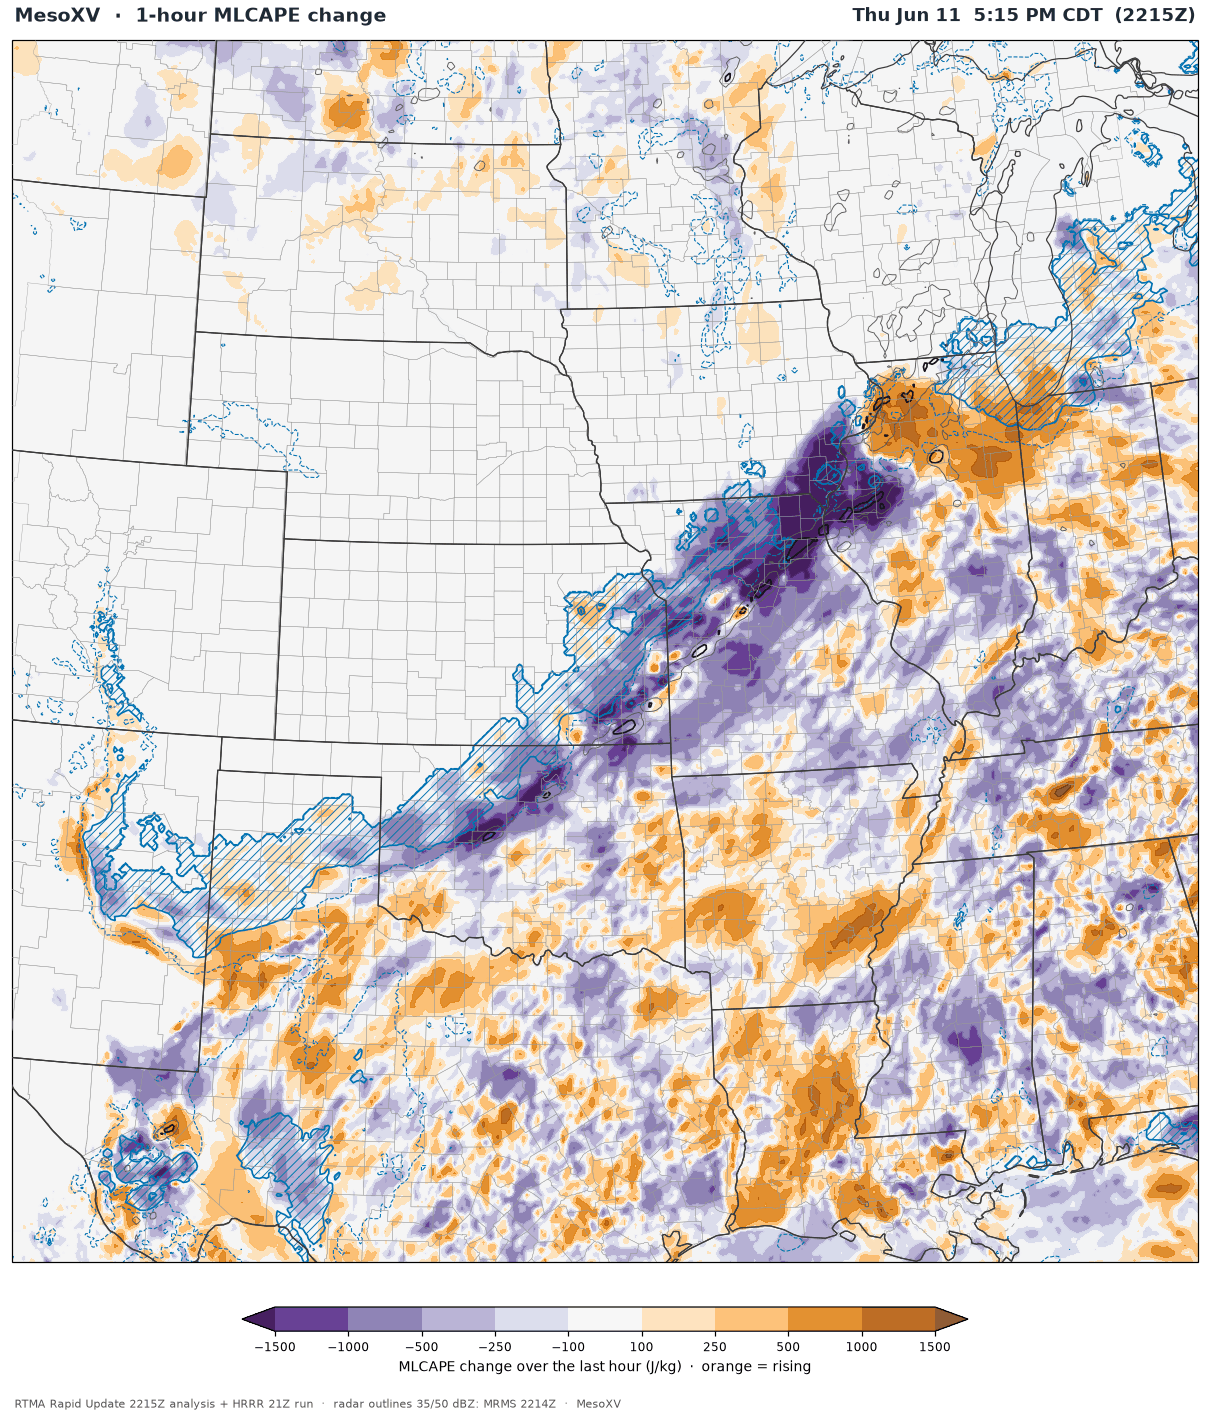 MesoXV · 1-hour MLCAPE change
Thu Jun 11 5:15 PM CDT (2215Z)
−1500 −1000 −500 −250 −100 100 250 500 1000 1500
MLCAPE change over the last hour (J/kg) · orange = rising
RTMA Rapid Update 2215Z analysis + HRRR 21Z run · radar outlines 35/50 dBZ: MRMS 2214Z · MesoXV